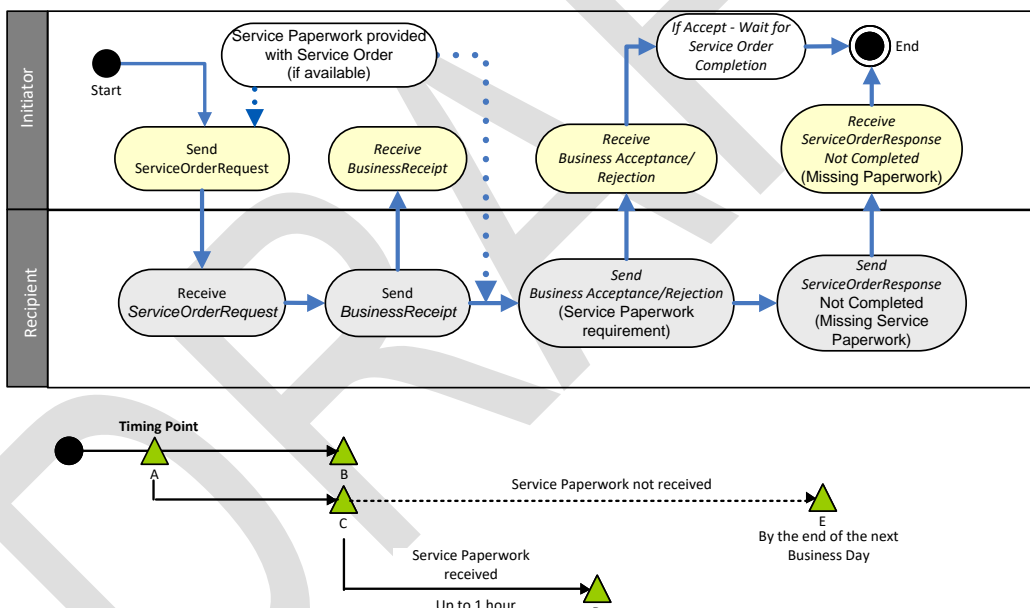 Initiator
Start
Service Paperwork provided
with Service Order
(if available)
If Accept - Wait for
Service Order
Completion
End
Send
ServiceOrderRequest
Receive
BusinessReceipt
Receive
Business Acceptance/
Rejection
Receive
ServiceOrderResponse
Not Completed
(Missing Paperwork)
Recipient
Receive
ServiceOrderRequest
Send
BusinessReceipt
Send
Business Acceptance/Rejection
(Service Paperwork
requirement)
Send
ServiceOrderResponse
Not Completed
(Missing Service
Paperwork)
Timing Point
A
B
C
Service Paperwork not received
E
By the end of the next
Business Day
Service Paperwork
received
Up to 1 hour